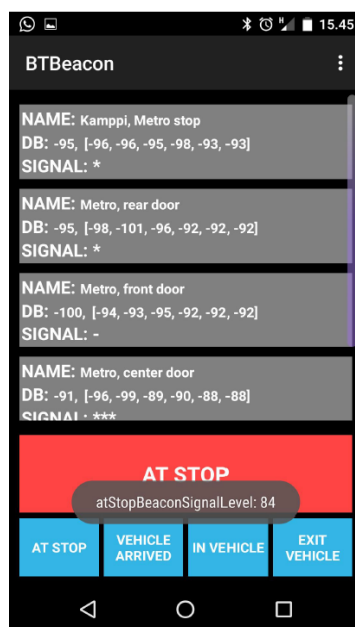 H
15.45
BTBeacon
NAME: Kamppi, Metro stop
DB: -95, [-96, -96, -95, -98, -93, -93]
SIGNAL: *
NAME: Metro, rear door
DB: -95, [-98, -101, -96, -92, -92, -92]
SIGNAL: *
NAME: Metro, front door
DB: -100, [-94, -93, -95, -92, -92, -92]
SIGNAL: -
NAME: Metro, center door
DB: -91, [-96, -99, -89, -90, -88, -88]
SIGNAL: ***
AT STOP
atStopBeaconSignalLevel: 84
AT STOP
VEHICLE
ARRIVED
IN VEHICLE
EXIT
VEHICLE